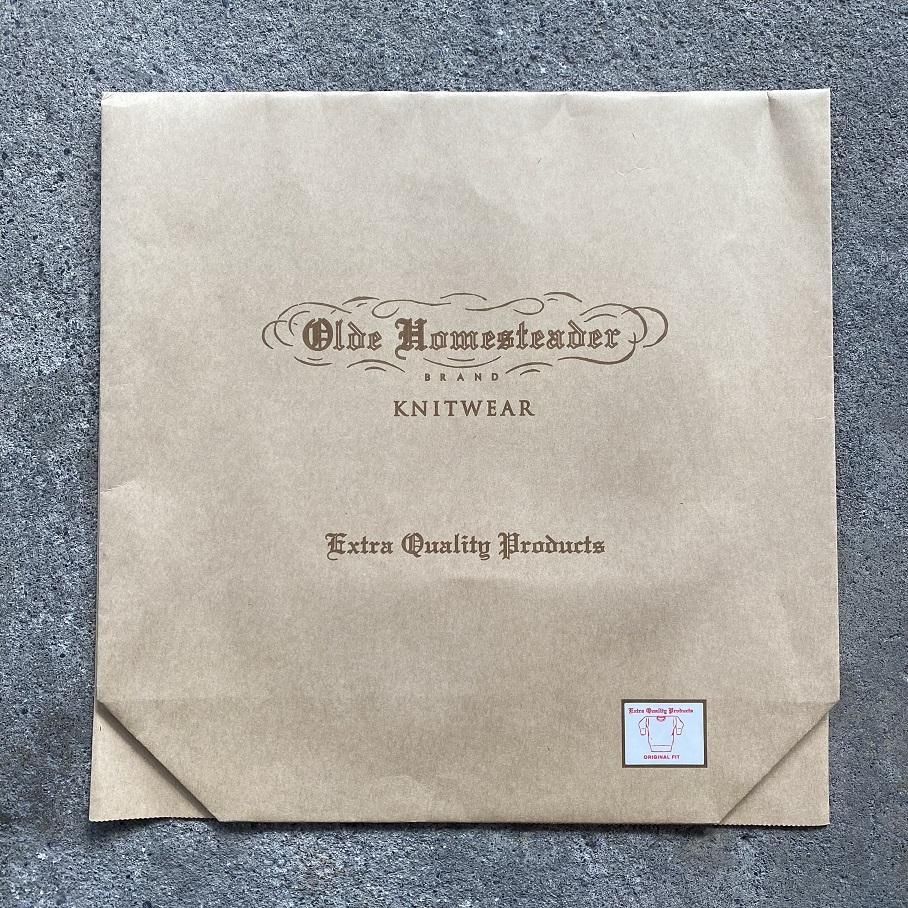 Olde Homesteader
BRAND
KNITWEAR
Extra Quality Products
Extra Quality Products
ORIGINAL FIT